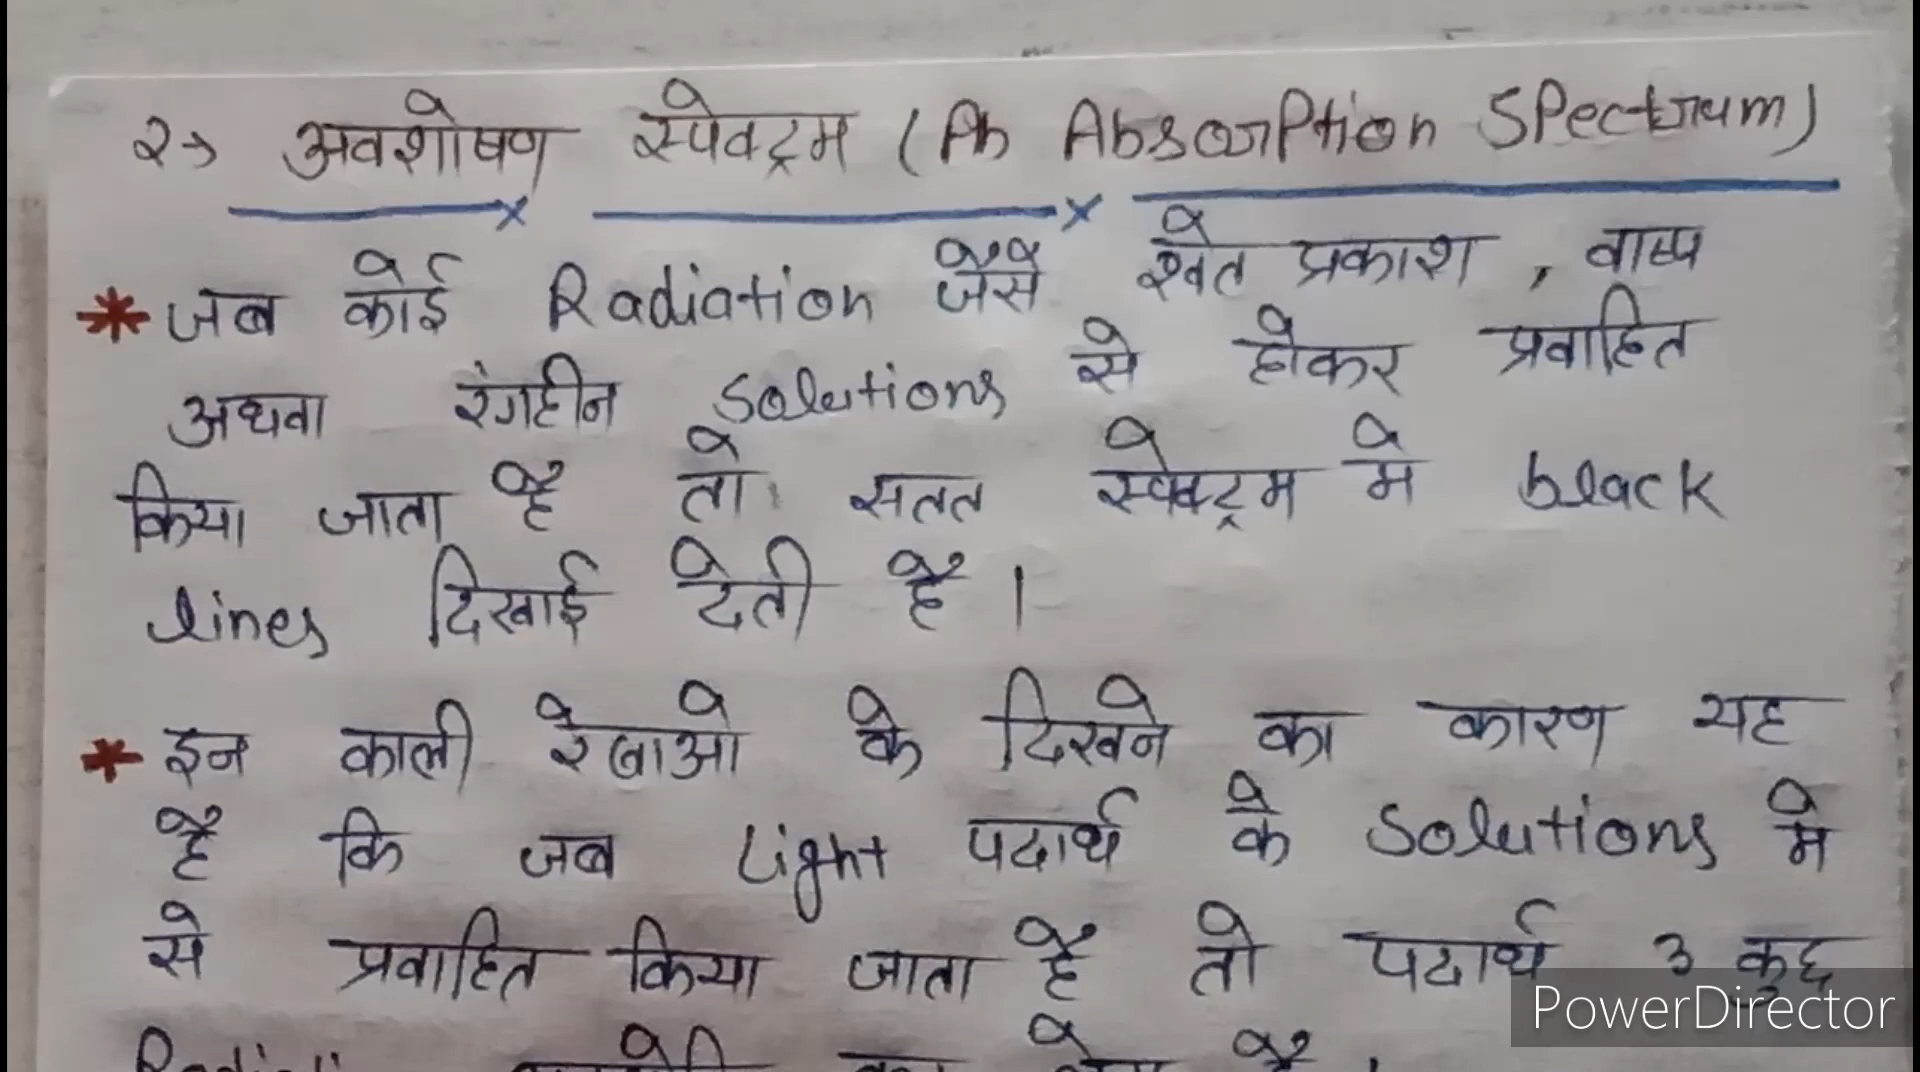 २→ अवशोषण स्पेक्ट्रम ( An Absorption Spectrum)
* जब कोई Radiation जैसे श्वेत प्रकाश , वाष्प
अथवा रंगहीन Solutions से होकर प्रवाहित
किया जाता है तो सतत स्पेक्ट्रम मे black
lines दिखाई देती है ।
* इन काली रेखाओ के दिखने का कारण यह
है कि जब Light पदार्थ के Solutions मे
से प्रवाहित किया जाता है तो पदार्थ कुछ
PowerDirector